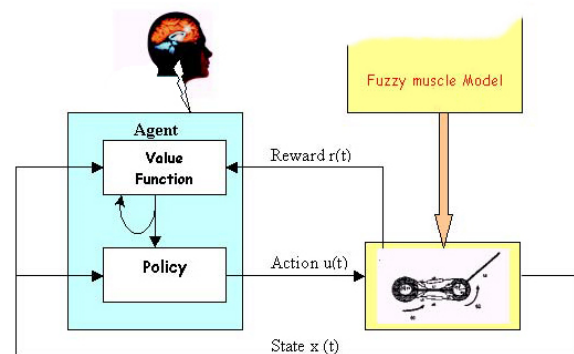 Fuzzy muscle Model
Agent
Value
Function
Reward r(t)
Policy
Action u(t)
State x (t)